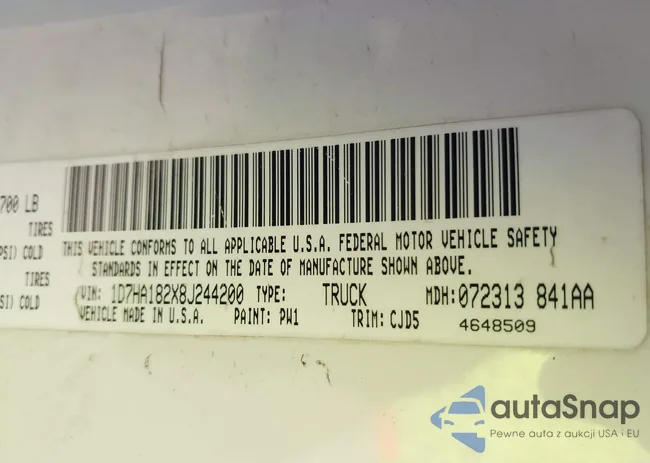 700 LB
TIRES
PSI) COLD
TIRES
SI) COLD
THIS VEHICLE CONFORMS TO ALL APPLICABLE U.S.A. FEDERAL MOTOR VEHICLE SAFETY
STANDARDS IN EFFECT ON THE DATE OF MANUFACTURE SHOWN ABOVE.
VIN: 1D7HA182X8J244200 TYPE: TRUCK MDH: 072313 841AA
VEHICLE MADE IN U.S.A. PAINT: PW1 TRIM: CJD5 4648509
autaSnap
Pewne auta z aukcji USA i EU